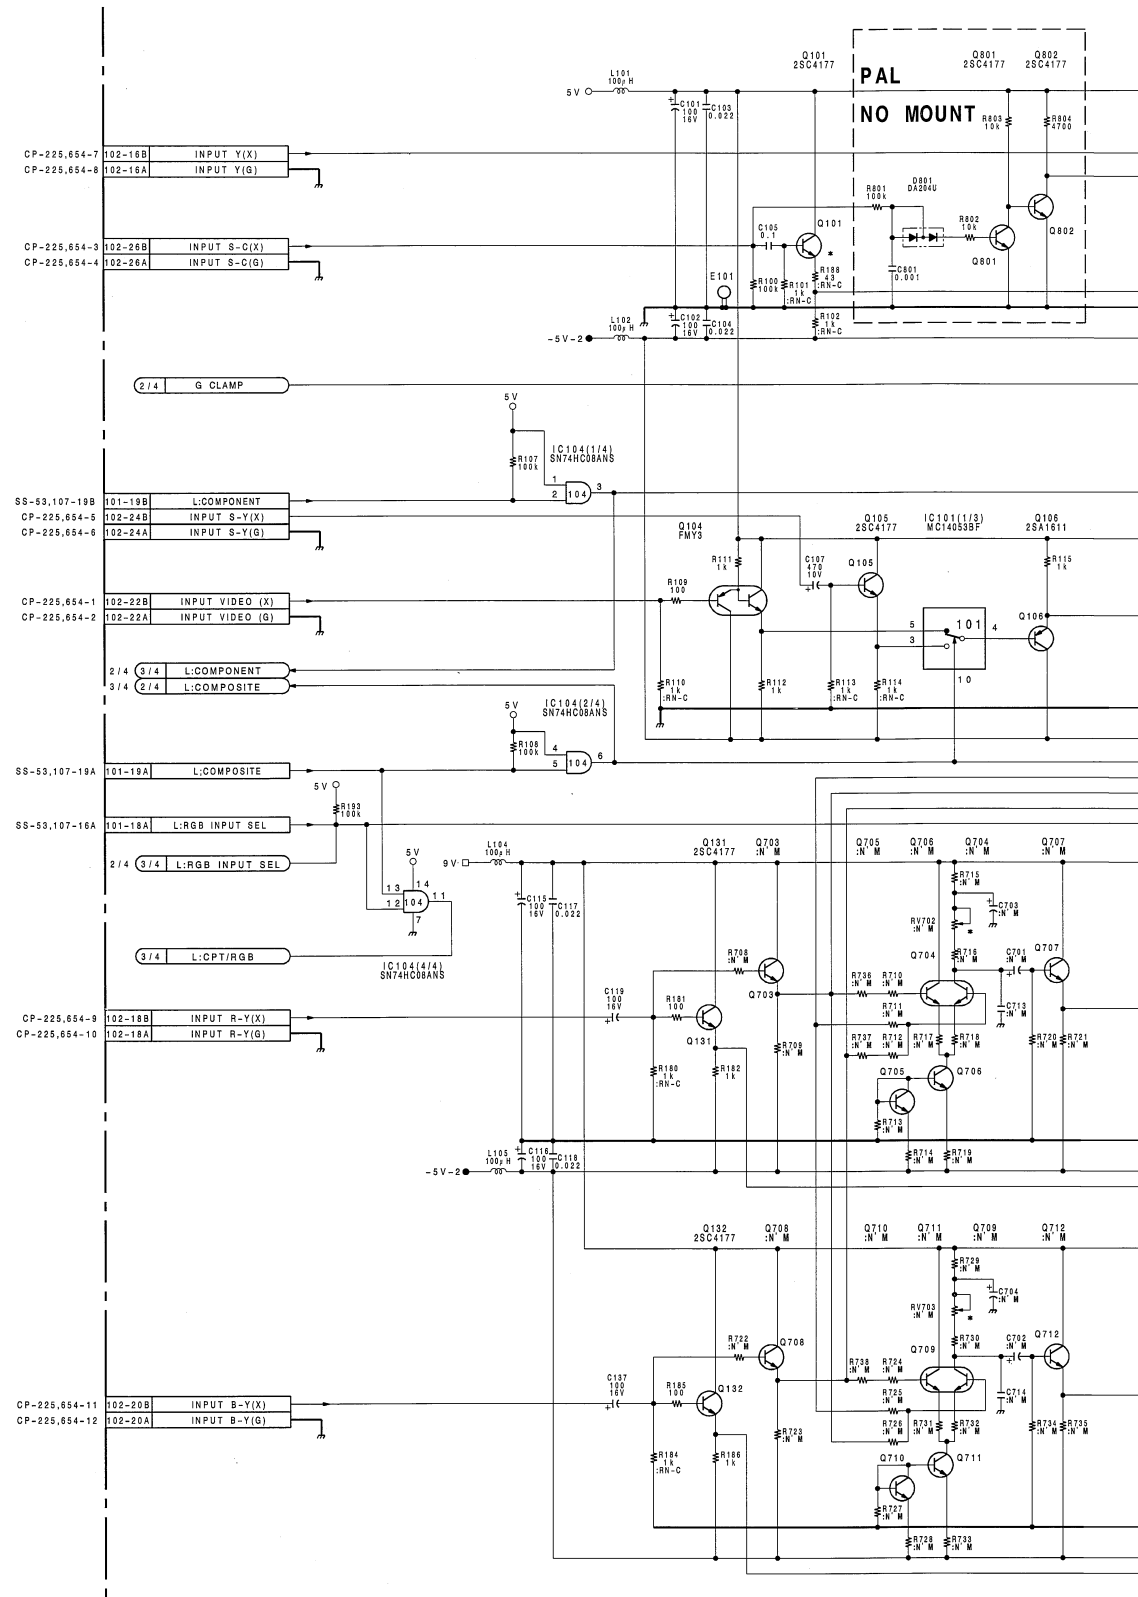 Q101
2SC4177
Q801
2SC4177
Q802
2SC4177
PAL
NO MOUNT
L101
100μH
5V
C101
100
16V
C103
0.022
R803
10k
R804
4700
CP-225,654-7 102-16B INPUT Y(X)
CP-225,654-8 102-16A INPUT Y(G)
R801
100k
D801
DA204U
R802
10k
Q802
Q801
C801
0.001
CP-225,654-3 102-26B INPUT S-C(X)
CP-225,654-4 102-26A INPUT S-C(G)
C105
0.1
Q101
*
E101
R100
100k
R101
1k
:RN-C
R188
43
:RN-C
L102
100μH
-5V-2
C102
100
16V
C104
0.022
R102
1k
:RN-C
2/4 G CLAMP
5V
R107
100k
IC104(1/4)
SN74HC08ANS
1
2
104
3
SS-53,107-19B 101-19B L:COMPONENT
CP-225,654-5 102-24B INPUT S-Y(X)
CP-225,654-6 102-24A INPUT S-Y(G)
Q104
FMY3
Q105
2SC4177
IC101(1/3)
MC14053BF
Q106
2SA1611
R111
1k
C107
470
10V
Q105
R115
1k
R109
100
CP-225,654-1 102-22B INPUT VIDEO (X)
CP-225,654-2 102-22A INPUT VIDEO (G)
5
3
101
4
10
Q106
2/4 3/4 L:COMPONENT
3/4 2/4 L:COMPOSITE
R110
1k
:RN-C
R112
1k
R113
1k
:RN-C
R114
1k
:RN-C
5V
R108
100k
IC104(2/4)
SN74HC08ANS
4
5
104
6
SS-53,107-19A 101-19A L;COMPOSITE
5V
R193
100k
SS-53,107-16A 101-18A L:RGB INPUT SEL
2/4 3/4 L:RGB INPUT SEL
5V
13
12
14
104
11
7
IC104(4/4)
SN74HC08ANS
3/4 L:CPT/RGB
L104
100μH
9V
Q131
2SC4177
Q703
:N'M
Q705
:N'M
Q706
:N'M
Q704
:N'M
Q707
:N'M
C115
100
16V
C117
0.022
R715
:N'M
C703
:N'M
RV702
:N'M
*
R716
:N'M
Q704
C701
:N'M
Q707
R708
:N'M
Q703
R736
:N'M
R710
:N'M
R711
:N'M
C713
:N'M
CP-225,654-9 102-18B INPUT R-Y(X)
CP-225,654-10 102-18A INPUT R-Y(G)
C119
100
16V
R181
100
Q131
R709
:N'M
R737
:N'M
R712
:N'M
R717
:N'M
R718
:N'M
R720
:N'M
R721
:N'M
R180
1k
:RN-C
R182
1k
Q705
Q706
R713
:N'M
R714
:N'M
R719
:N'M
L105
100μH
-5V-2
C116
100
16V
C118
0.022
Q132
2SC4177
Q708
:N'M
Q710
:N'M
Q711
:N'M
Q709
:N'M
Q712
:N'M
R729
:N'M
C704
:N'M
RV703
:N'M
*
R730
:N'M
Q709
C702
:N'M
Q712
R722
:N'M
Q708
R738
:N'M
R724
:N'M
R725
:N'M
C714
:N'M
CP-225,654-11 102-20B INPUT B-Y(X)
CP-225,654-12 102-20A INPUT B-Y(G)
C137
100
16V
R185
100
Q132
R723
:N'M
R726
:N'M
R731
:N'M
R732
:N'M
R734
:N'M
R735
:N'M
R184
1k
:RN-C
R186
1k
Q710
Q711
R727
:N'M
R728
:N'M
R733
:N'M